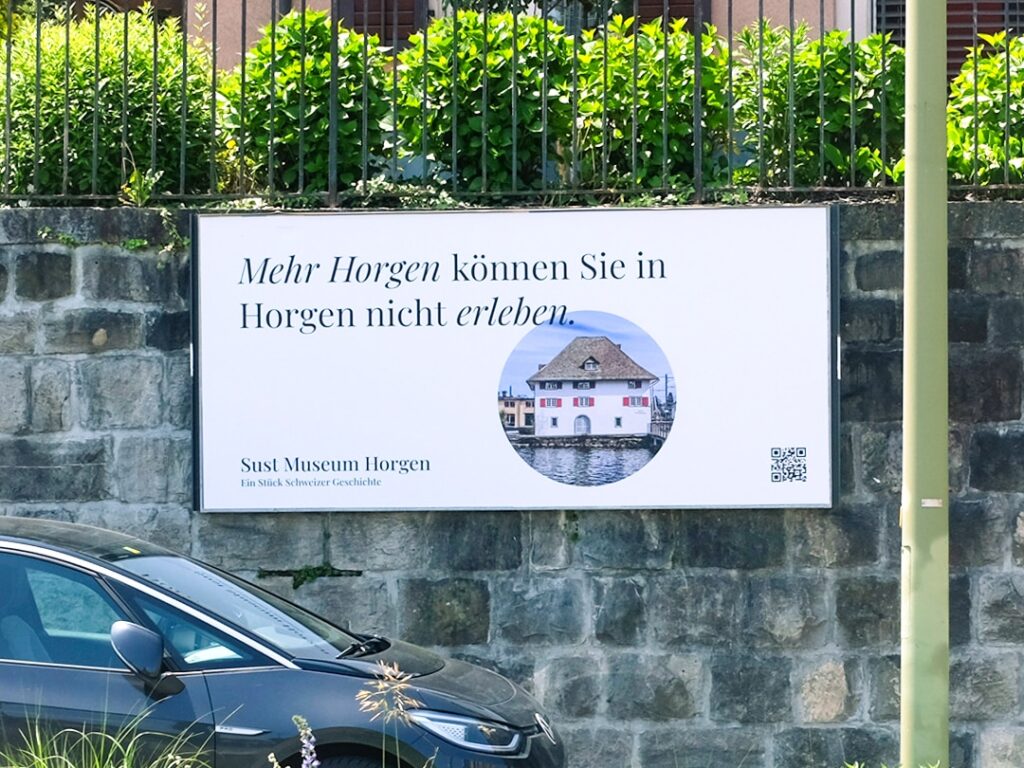 Mehr Horgen können Sie in
Horgen nicht erleben.
Sust Museum Horgen
Ein Stück Schweizer Geschichte